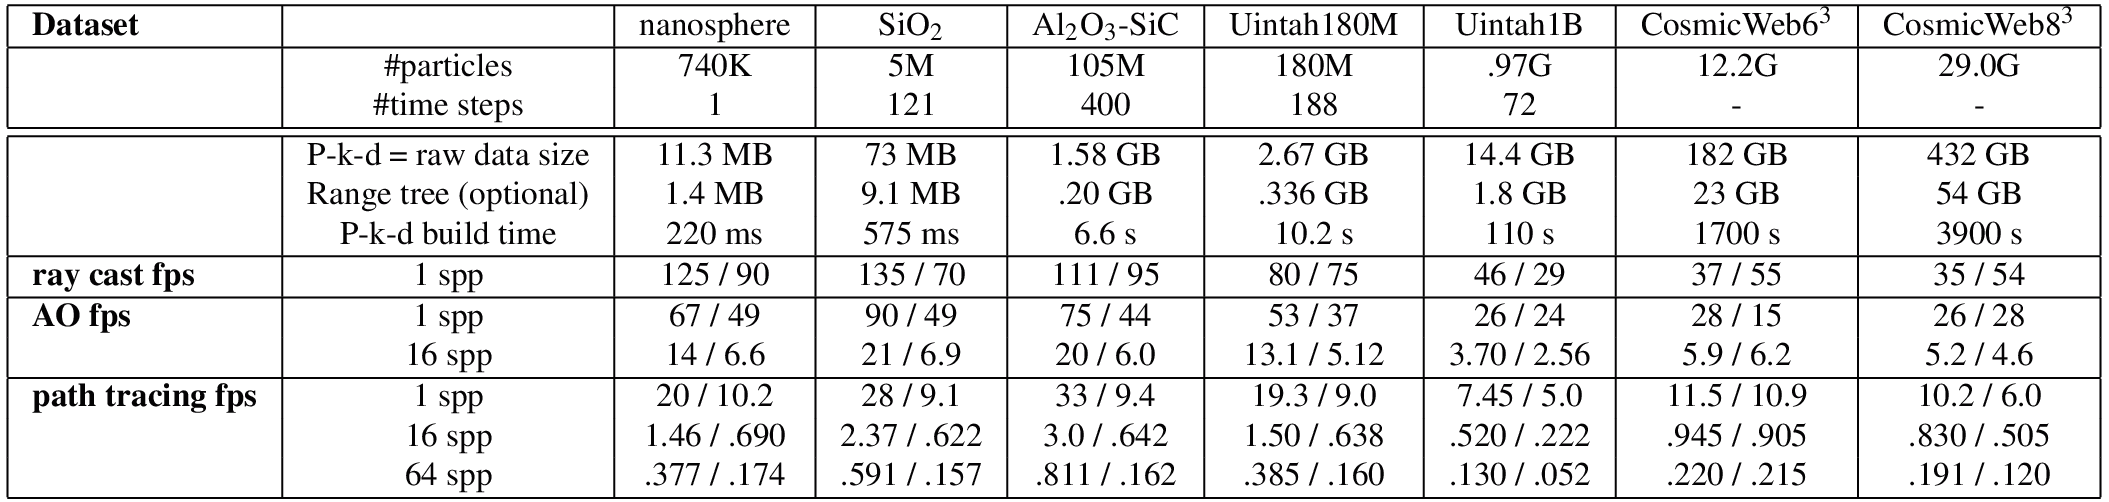 Dataset nanosphere SiO₂ Al₂O₃-SiC Uintah180M Uintah1B CosmicWeb6³ CosmicWeb8³
#particles 740K 5M 105M 180M .97G 12.2G 29.0G
#time steps 1 121 400 188 72 - -
P-k-d = raw data size 11.3 MB 73 MB 1.58 GB 2.67 GB 14.4 GB 182 GB 432 GB
Range tree (optional) 1.4 MB 9.1 MB .20 GB .336 GB 1.8 GB 23 GB 54 GB
P-k-d build time 220 ms 575 ms 6.6 s 10.2 s 110 s 1700 s 3900 s
ray cast fps 1 spp 125 / 90 135 / 70 111 / 95 80 / 75 46 / 29 37 / 55 35 / 54
AO fps 1 spp 67 / 49 90 / 49 75 / 44 53 / 37 26 / 24 28 / 15 26 / 28
16 spp 14 / 6.6 21 / 6.9 20 / 6.0 13.1 / 5.12 3.70 / 2.56 5.9 / 6.2 5.2 / 4.6
path tracing fps 1 spp 20 / 10.2 28 / 9.1 33 / 9.4 19.3 / 9.0 7.45 / 5.0 11.5 / 10.9 10.2 / 6.0
16 spp 1.46 / .690 2.37 / .622 3.0 / .642 1.50 / .638 .520 / .222 .945 / .905 .830 / .505
64 spp .377 / .174 .591 / .157 .811 / .162 .385 / .160 .130 / .052 .220 / .215 .191 / .120